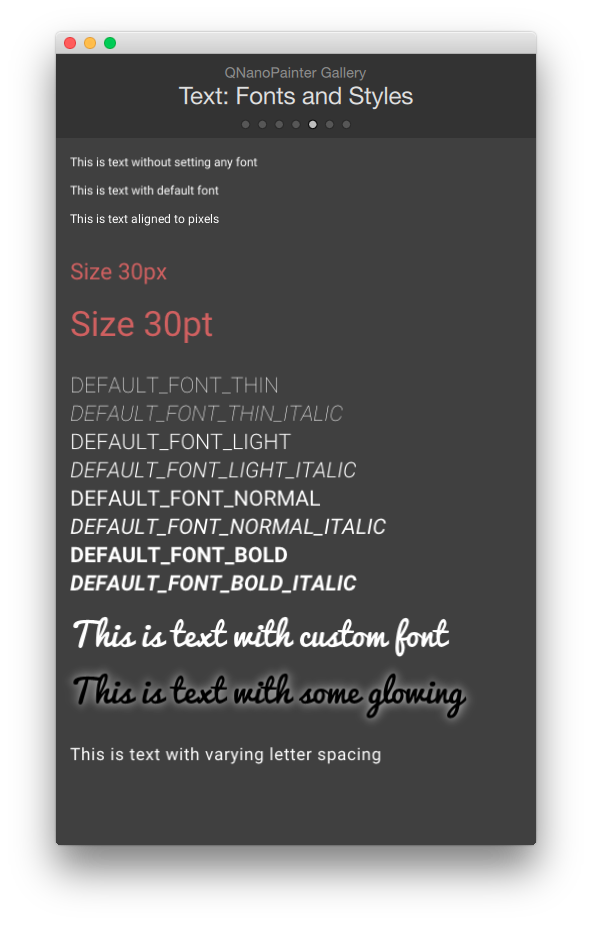 QNanoPainter Gallery
Text: Fonts and Styles
This is text without setting any font
This is text with default font
This is text aligned to pixels
Size 30px
Size 30pt
DEFAULT_FONT_THIN
DEFAULT_FONT_THIN_ITALIC
DEFAULT_FONT_LIGHT
DEFAULT_FONT_LIGHT_ITALIC
DEFAULT_FONT_NORMAL
DEFAULT_FONT_NORMAL_ITALIC
DEFAULT_FONT_BOLD
DEFAULT_FONT_BOLD_ITALIC
This is text with custom font
This is text with some glowing
This is text with varying letter spacing